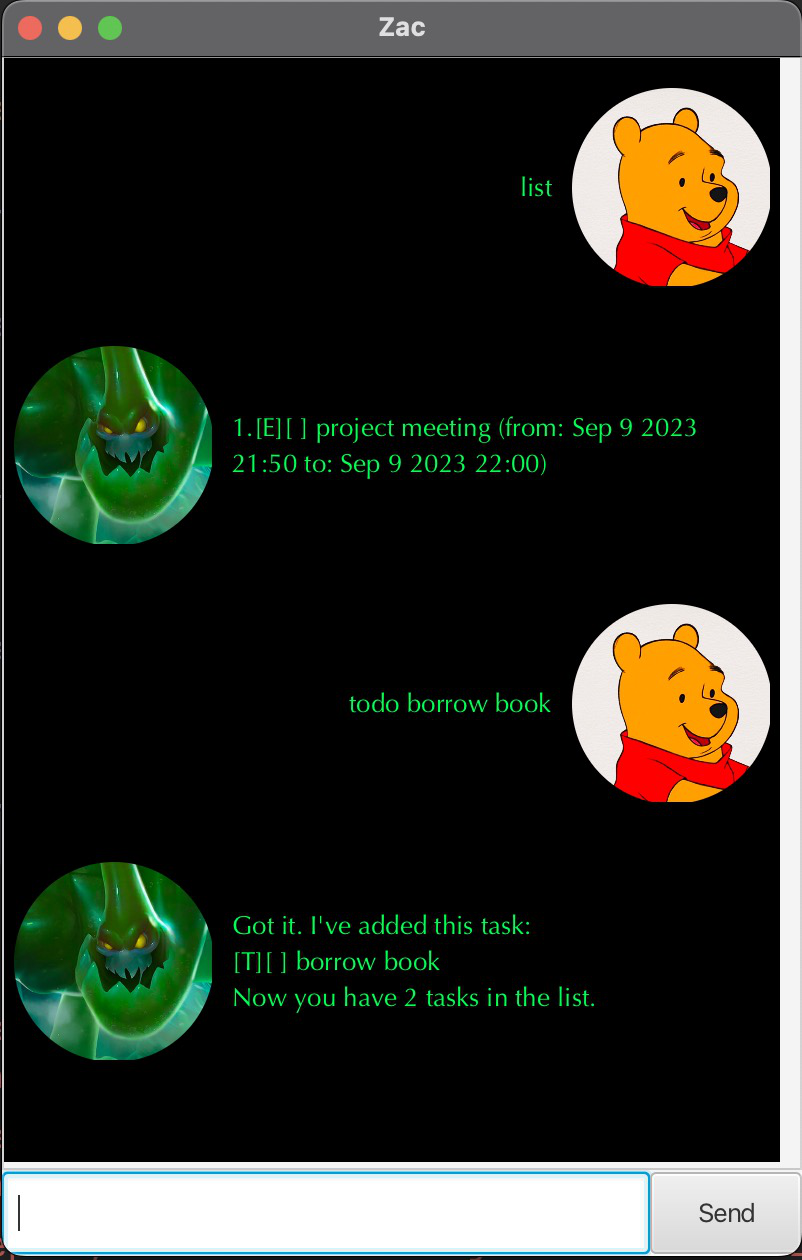 Zac
list
1.[E][ ] project meeting (from: Sep 9 2023
21:50 to: Sep 9 2023 22:00)
todo borrow book
Got it. I've added this task:
[T][ ] borrow book
Now you have 2 tasks in the list.
Send